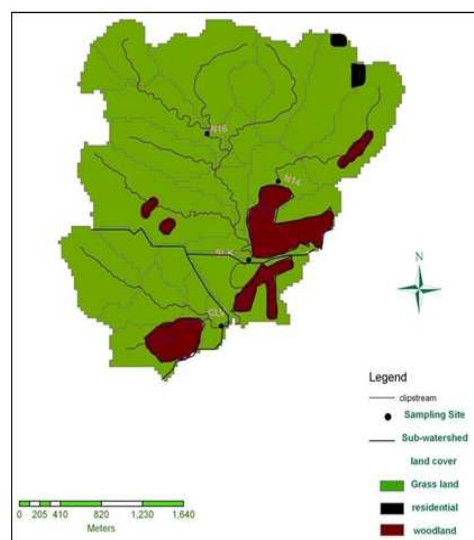 N16
N14
N
Legend
clipstream
Sampling Site
Sub-watershed
land cover
Grass land
residential
woodland
0 205 410 820 1,230 1,640
Meters